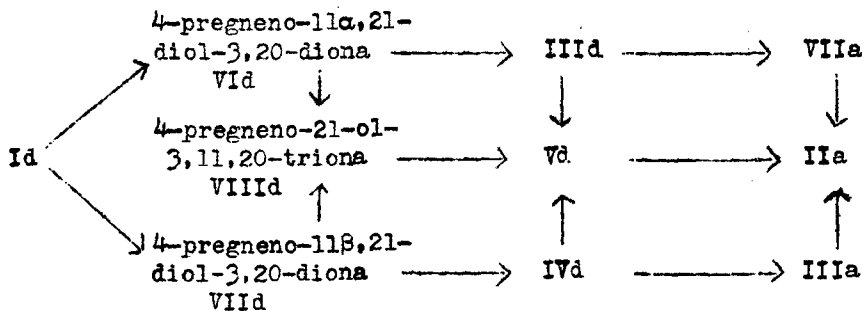 4-pregneno-11α,21-
diol-3,20-diona
VId
IIId
VIIa
Id
4-pregneno-21-ol-
3,11,20-triona
VIIId
Vd
IIa
4-pregneno-11β,21-
diol-3,20-diona
VIId
IVd
IIIa